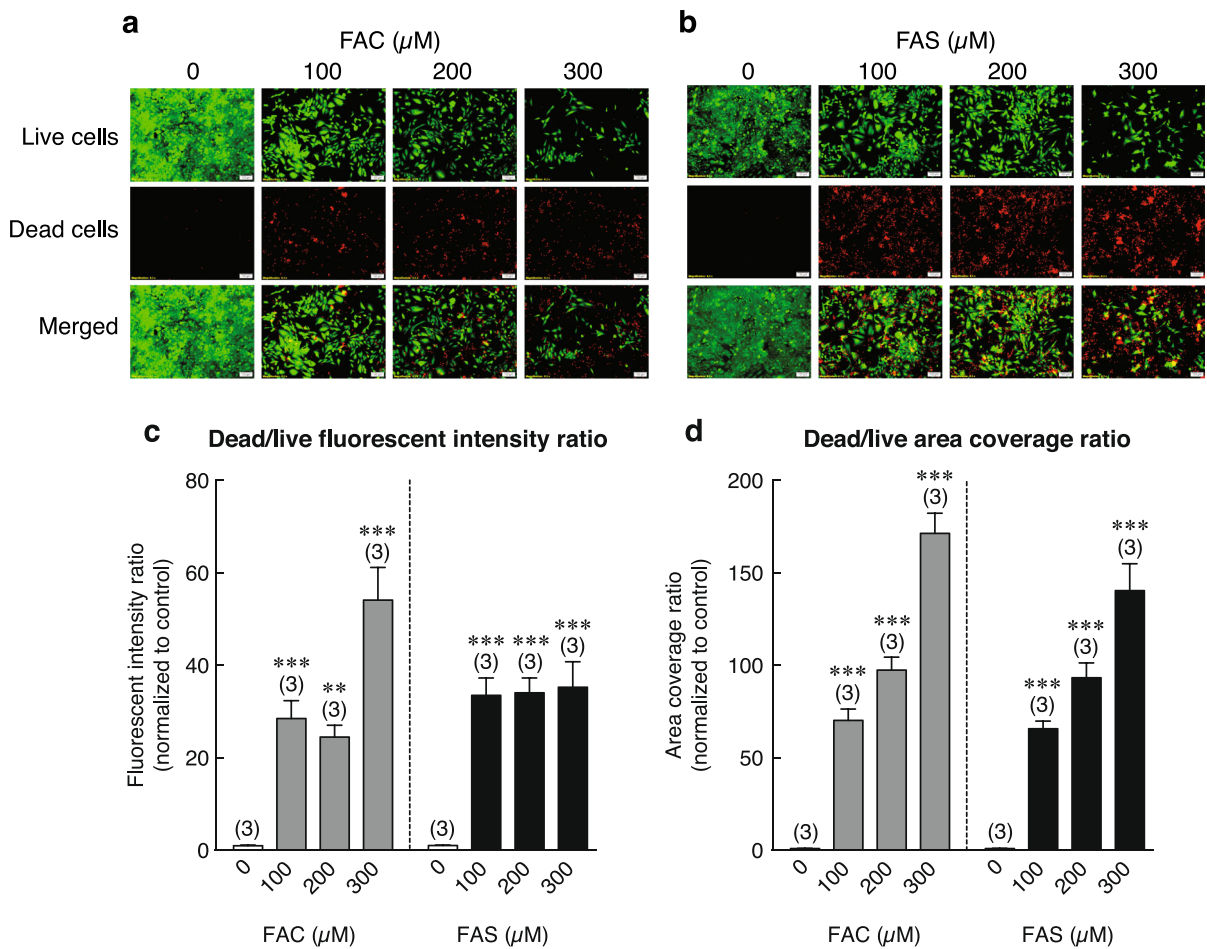 a
FAC (µM)
0 100 200 300
b
FAS (µM)
0 100 200 300
Live cells
Dead cells
Merged
c Dead/live fluorescent intensity ratio
Fluorescent intensity ratio
(normalized to control)
80
60
40
20
0
(3)
***
(3)
**
(3)
***
(3)
(3)
***
(3)
***
(3)
***
(3)
0 100 200 300 0 100 200 300
FAC (µM) FAS (µM)
d Dead/live area coverage ratio
Area coverage ratio
(normalized to control)
200
150
100
50
0
(3)
***
(3)
***
(3)
***
(3)
(3)
***
(3)
***
(3)
***
(3)
0 100 200 300 0 100 200 300
FAC (µM) FAS (µM)